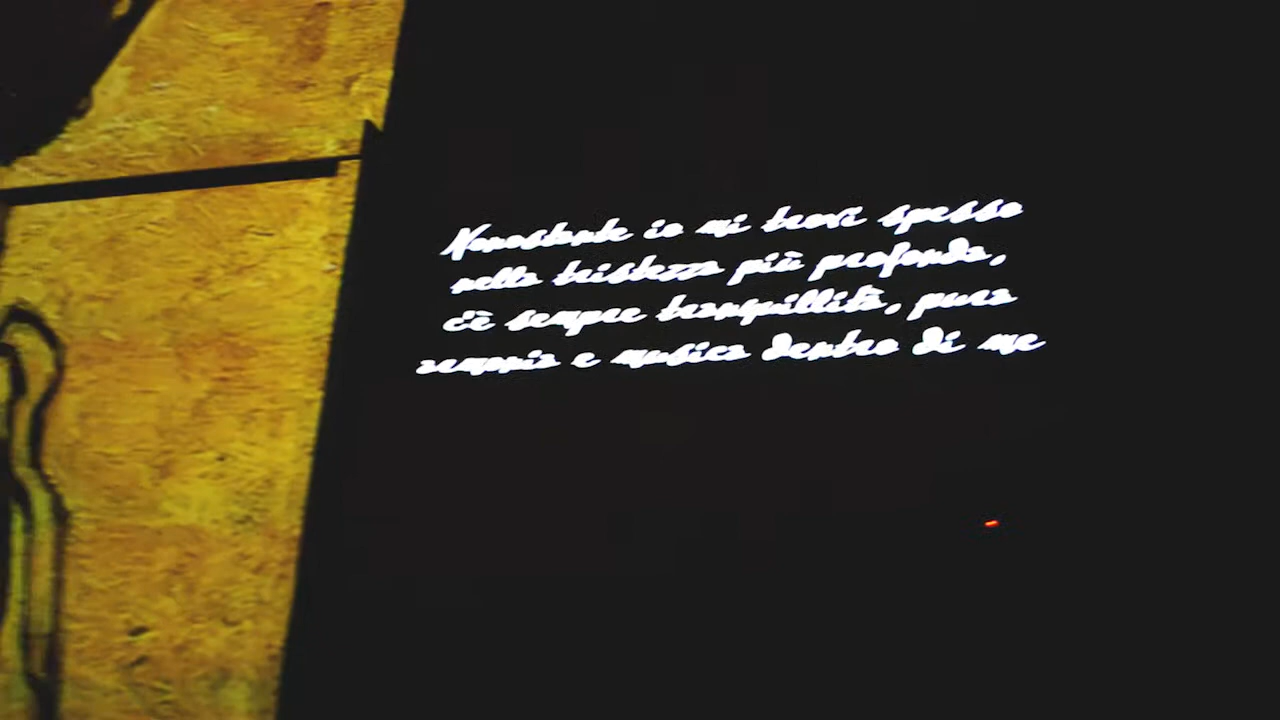 Nonostante io mi trovi spesso
nella tristezza più profonda,
c'è sempre tranquillità, pura
armonia e musica dentro di me